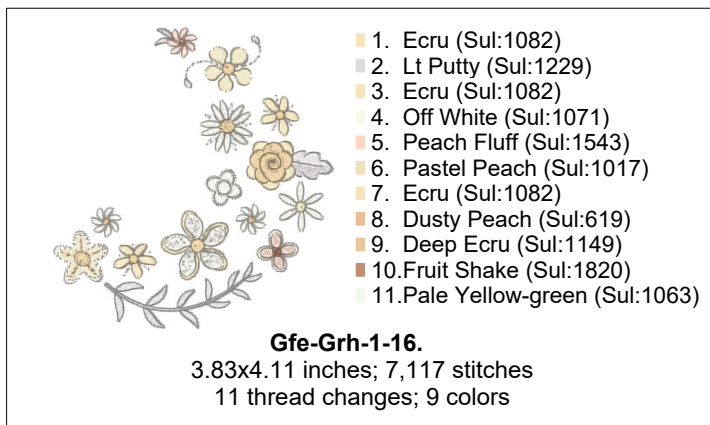 1. Ecru (Sul:1082)
2. Lt Putty (Sul:1229)
3. Ecru (Sul:1082)
4. Off White (Sul:1071)
5. Peach Fluff (Sul:1543)
6. Pastel Peach (Sul:1017)
7. Ecru (Sul:1082)
8. Dusty Peach (Sul:619)
9. Deep Ecru (Sul:1149)
10.Fruit Shake (Sul:1820)
11.Pale Yellow-green (Sul:1063)
Gfe-Grh-1-16.
3.83x4.11 inches; 7,117 stitches
11 thread changes; 9 colors